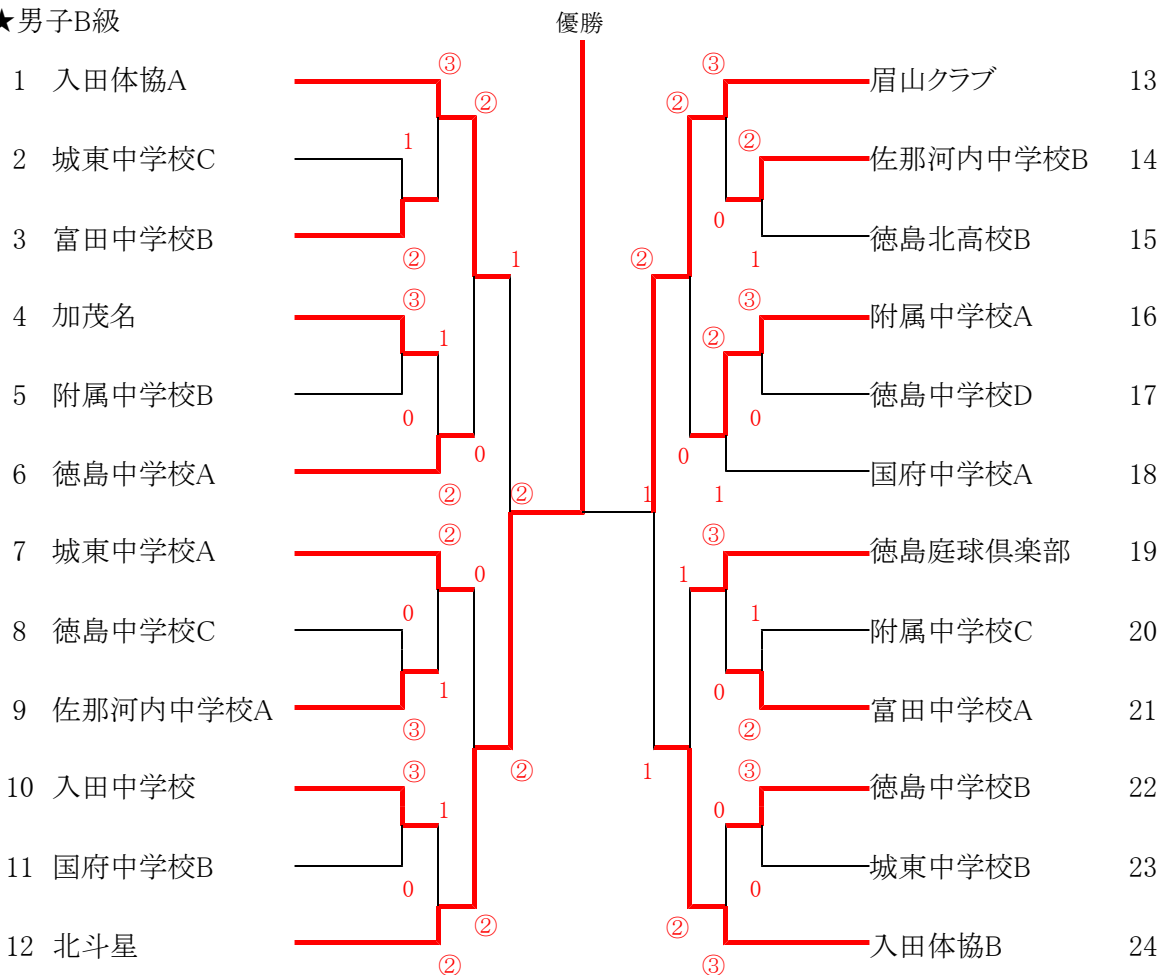 ★男子B級
優勝
③ ③
1 入田体協A 眉山クラブ 13
② ②
1 ②
2 城東中学校C 佐那河内中学校B 14
0
3 富田中学校B 徳島北高校B 15
② 1 ② 1
③ ③
4 加茂名 附属中学校A 16
1 ②
5 附属中学校B 徳島中学校D 17
0 0
0 0
6 徳島中学校A 国府中学校A 18
② ② 1 1
② ③
7 城東中学校A 徳島庭球倶楽部 19
0 1
0 1
8 徳島中学校C 附属中学校C 20
1 0
9 佐那河内中学校A 富田中学校A 21
③ ②
③ ② 1 ③
10 入田中学校 徳島中学校B 22
1 0
11 国府中学校B 城東中学校B 23
0 0
② ②
12 北斗星 入田体協B 24
② ③